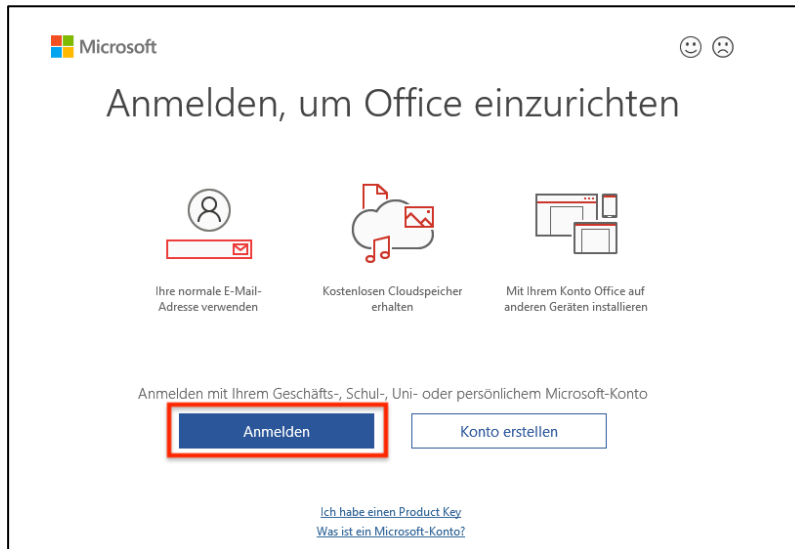 Microsoft
Anmelden, um Office einzurichten
Ihre normale E-Mail-
Adresse verwenden
Kostenlosen Cloudspeicher
erhalten
Mit Ihrem Konto Office auf
anderen Geräten installieren
Anmelden mit Ihrem Geschäfts-, Schul-, Uni- oder persönlichem Microsoft-Konto
Anmelden
Konto erstellen
Ich habe einen Product Key
Was ist ein Microsoft-Konto?